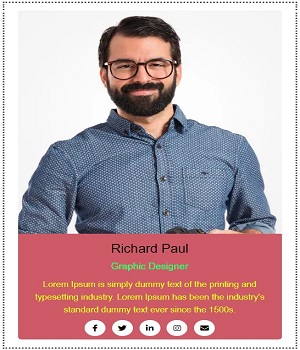 Richard Paul
Graphic Designer
Lorem Ipsum is simply dummy text of the printing and
typesetting industry. Lorem Ipsum has been the industry's
standard dummy text ever since the 1500s.